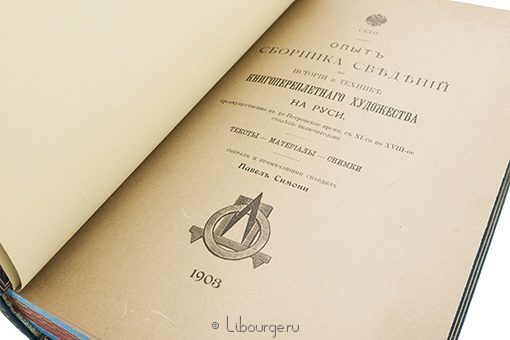 CXXII
ОПЫТЪ
СБОРНИКА СВѢДѢНІЙ
ПО
ИСТОРІИ и ТЕХНИКѢ
КНИГОПЕРЕПЛЕТНАГО ХУДОЖЕСТВА
НА РУСИ,
преимущественно въ до-Петровское время, съ XI-го по XVIII-ое
столѣтіе включительно)
ТЕКСТЫ — МАТЕРІАЛЫ — СНИМКИ
СОБРАЛЪ И ПРИМѢЧАНІЯМИ СНАБДИЛЪ
Павелъ Симони
1903
© Libourge.ru